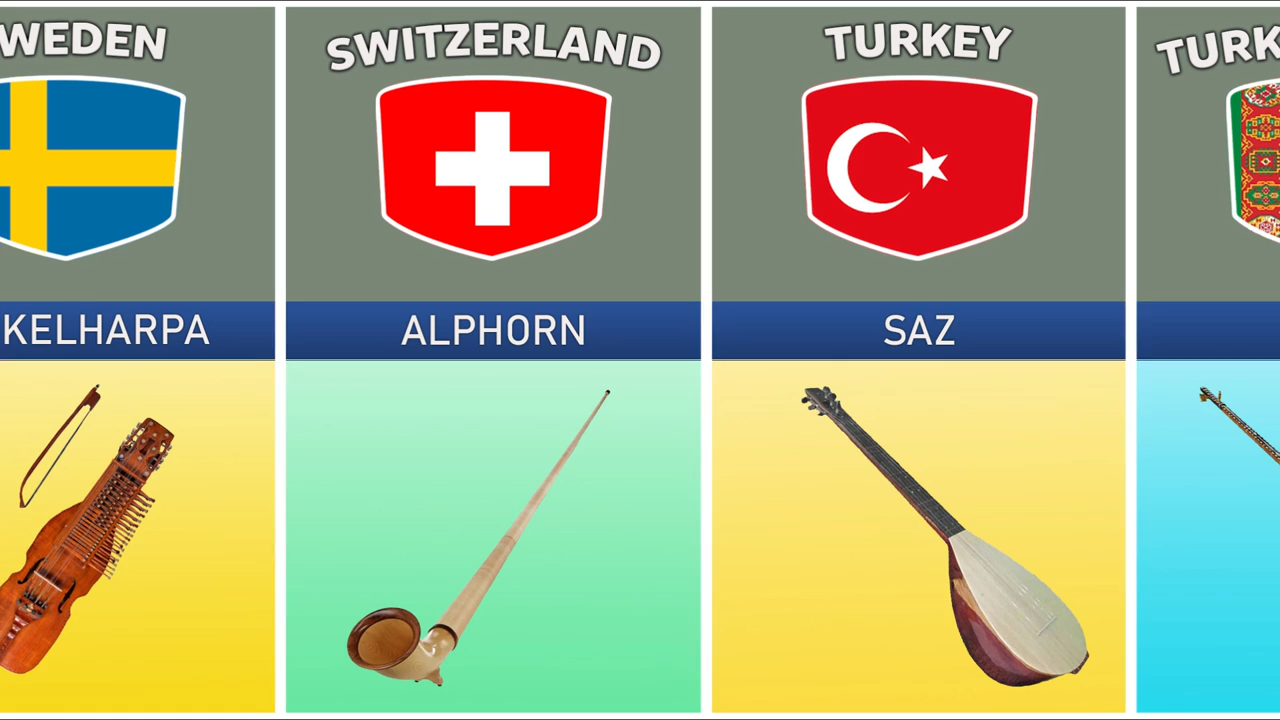 WEDEN
KELHARPA
SWITZERLAND
ALPHORN
TURKEY
SAZ
TURK